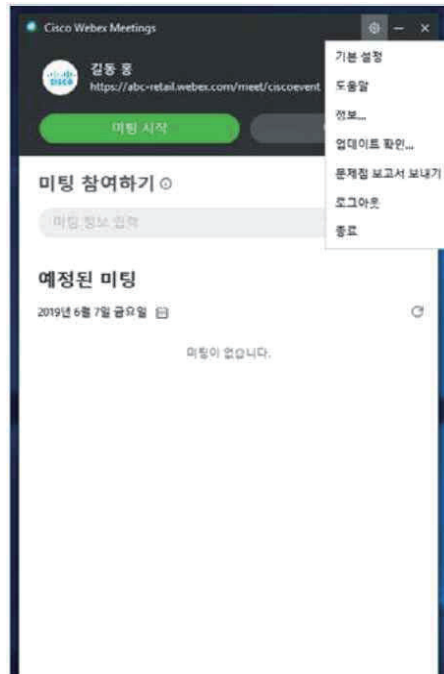 Cisco Webex Meetings
길동 홍
https://abc-retail.webex.com/meet/ciscoevent
CISCO
미팅 시작
기본 설정
도움말
정보...
업데이트 확인...
문제점 보고서 보내기
로그아웃
종료
미팅 참여하기
미팅 정보 입력
예정된 미팅
2019년 6월 7일 금요일
미팅이 없습니다.